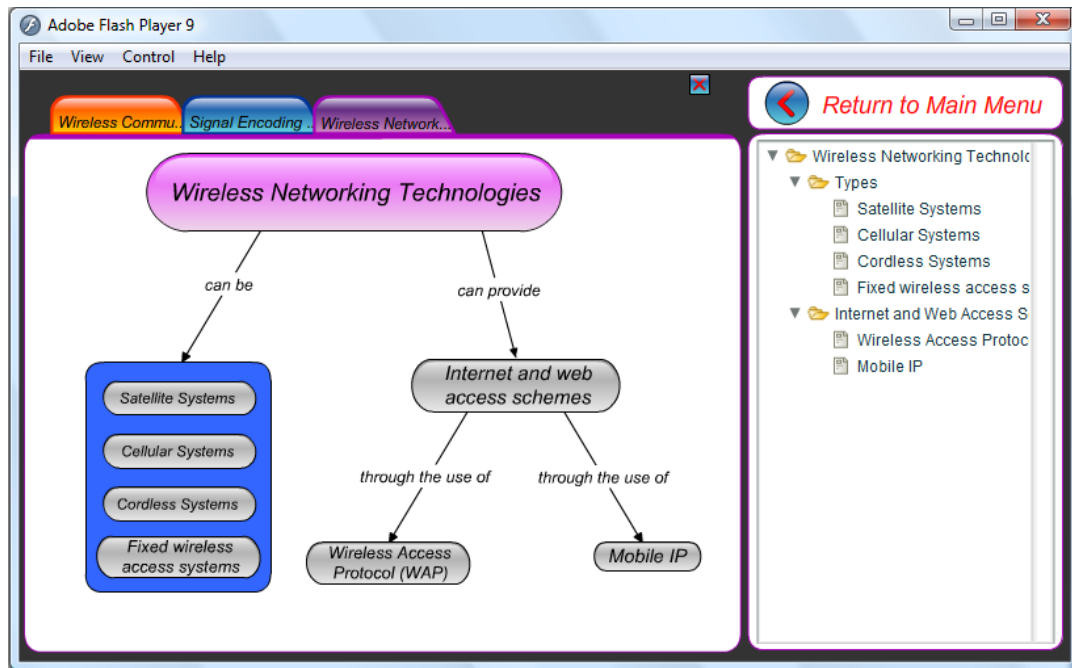 Adobe Flash Player 9
File View Control Help
Wireless Commu..
Signal Encoding ..
Wireless Network...
Return to Main Menu
Wireless Networking Technologies
can be
can provide
Satellite Systems
Cellular Systems
Cordless Systems
Fixed wireless
access systems
Internet and web
access schemes
through the use of
through the use of
Wireless Access
Protocol (WAP)
Mobile IP
Wireless Networking Technolo
Types
Satellite Systems
Cellular Systems
Cordless Systems
Fixed wireless access s
Internet and Web Access S
Wireless Access Protoc
Mobile IP